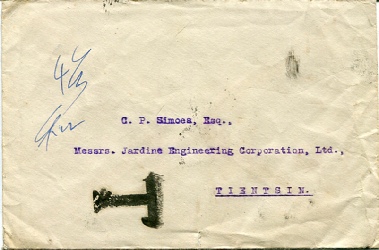 C. P. Simoes, Esq.,
Messrs. Jardine Engineering Corporation, Ltd.,
TIENTSIN.
T